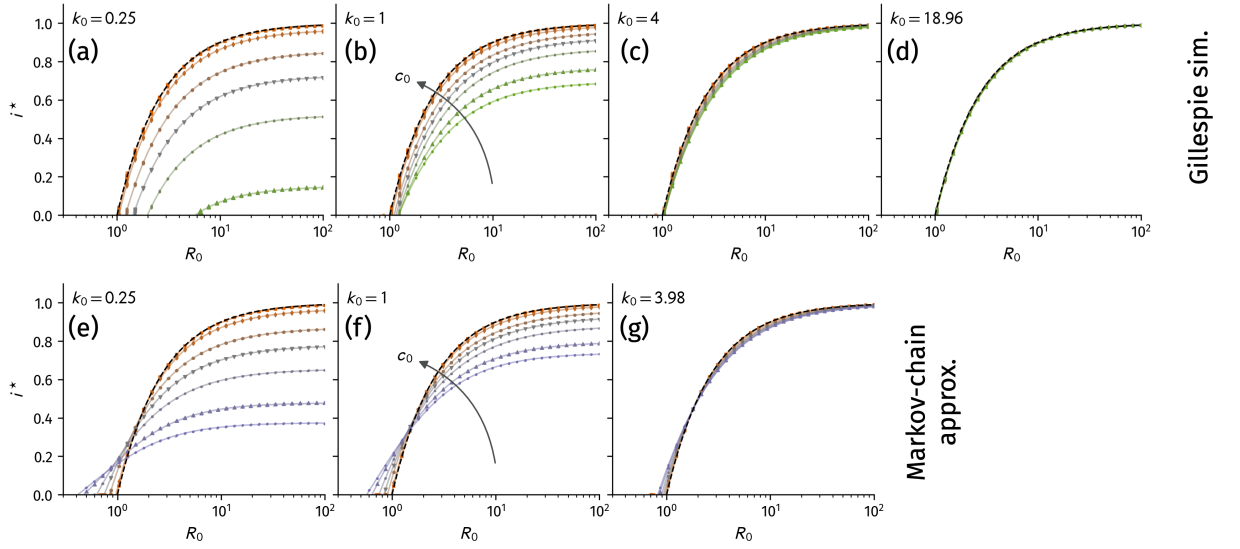 k₀ = 0.25
k₀ = 1
k₀ = 4
k₀ = 18.96
(a)
(b)
(c)
(d)
c₀
1.0
0.8
0.6
0.4
0.2
0.0
i*
10⁰ 10¹ 10²
10⁰ 10¹ 10²
10⁰ 10¹ 10²
10⁰ 10¹ 10²
R₀
R₀
R₀
R₀
Gillespie sim.
k₀ = 0.25
k₀ = 1
k₀ = 3.98
(e)
(f)
(g)
c₀
1.0
0.8
0.6
0.4
0.2
0.0
i*
10⁰ 10¹ 10²
10⁰ 10¹ 10²
10⁰ 10¹ 10²
R₀
R₀
R₀
Markov-chain
approx.